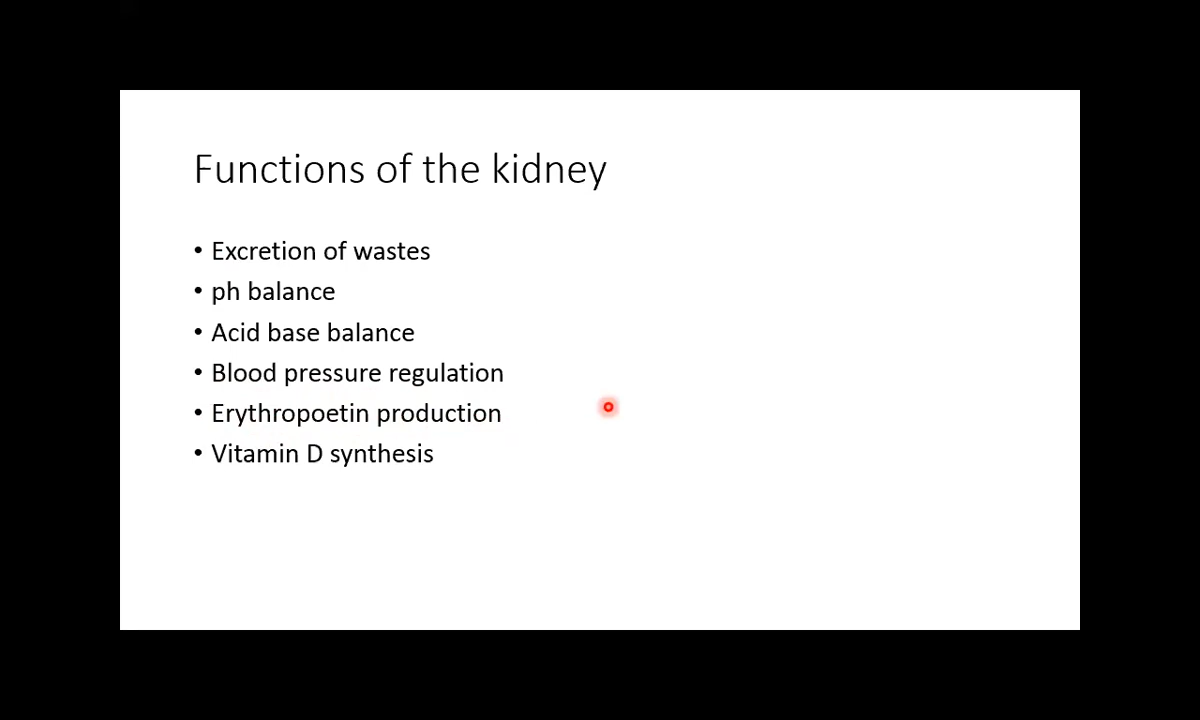 Functions of the kidney
• Excretion of wastes
• ph balance
• Acid base balance
• Blood pressure regulation
• Erythropoetin production
• Vitamin D synthesis